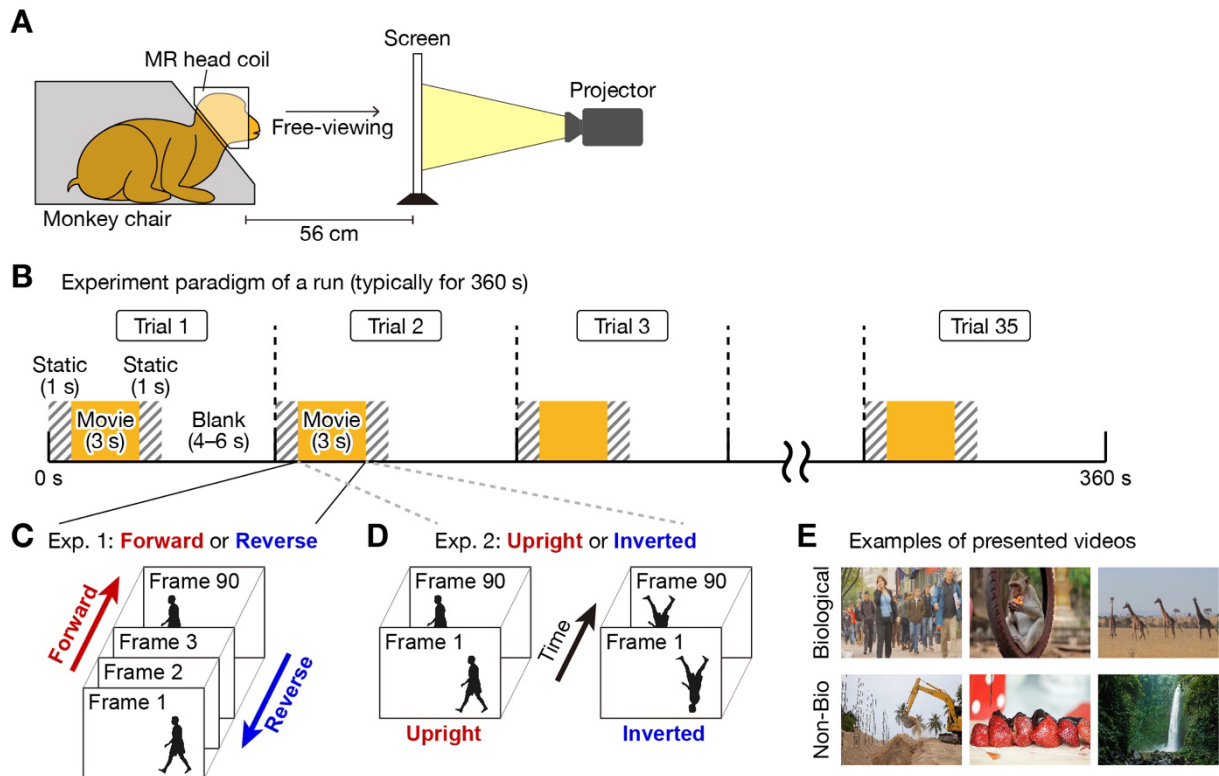 A
MR head coil
Screen
Projector
Free-viewing
Monkey chair
56 cm
B Experiment paradigm of a run (typically for 360 s)
Trial 1
Trial 2
Trial 3
Trial 35
Static
(1 s)
Static
(1 s)
Movie
(3 s)
Blank
(4–6 s)
Movie
(3 s)
0 s
360 s
C Exp. 1: Forward or Reverse
Frame 90
Frame 3
Frame 2
Frame 1
Forward
Reverse
D Exp. 2: Upright or Inverted
Frame 90
Frame 1
Upright
Time
Frame 90
Frame 1
Inverted
E Examples of presented videos
Biological
Non-Bio